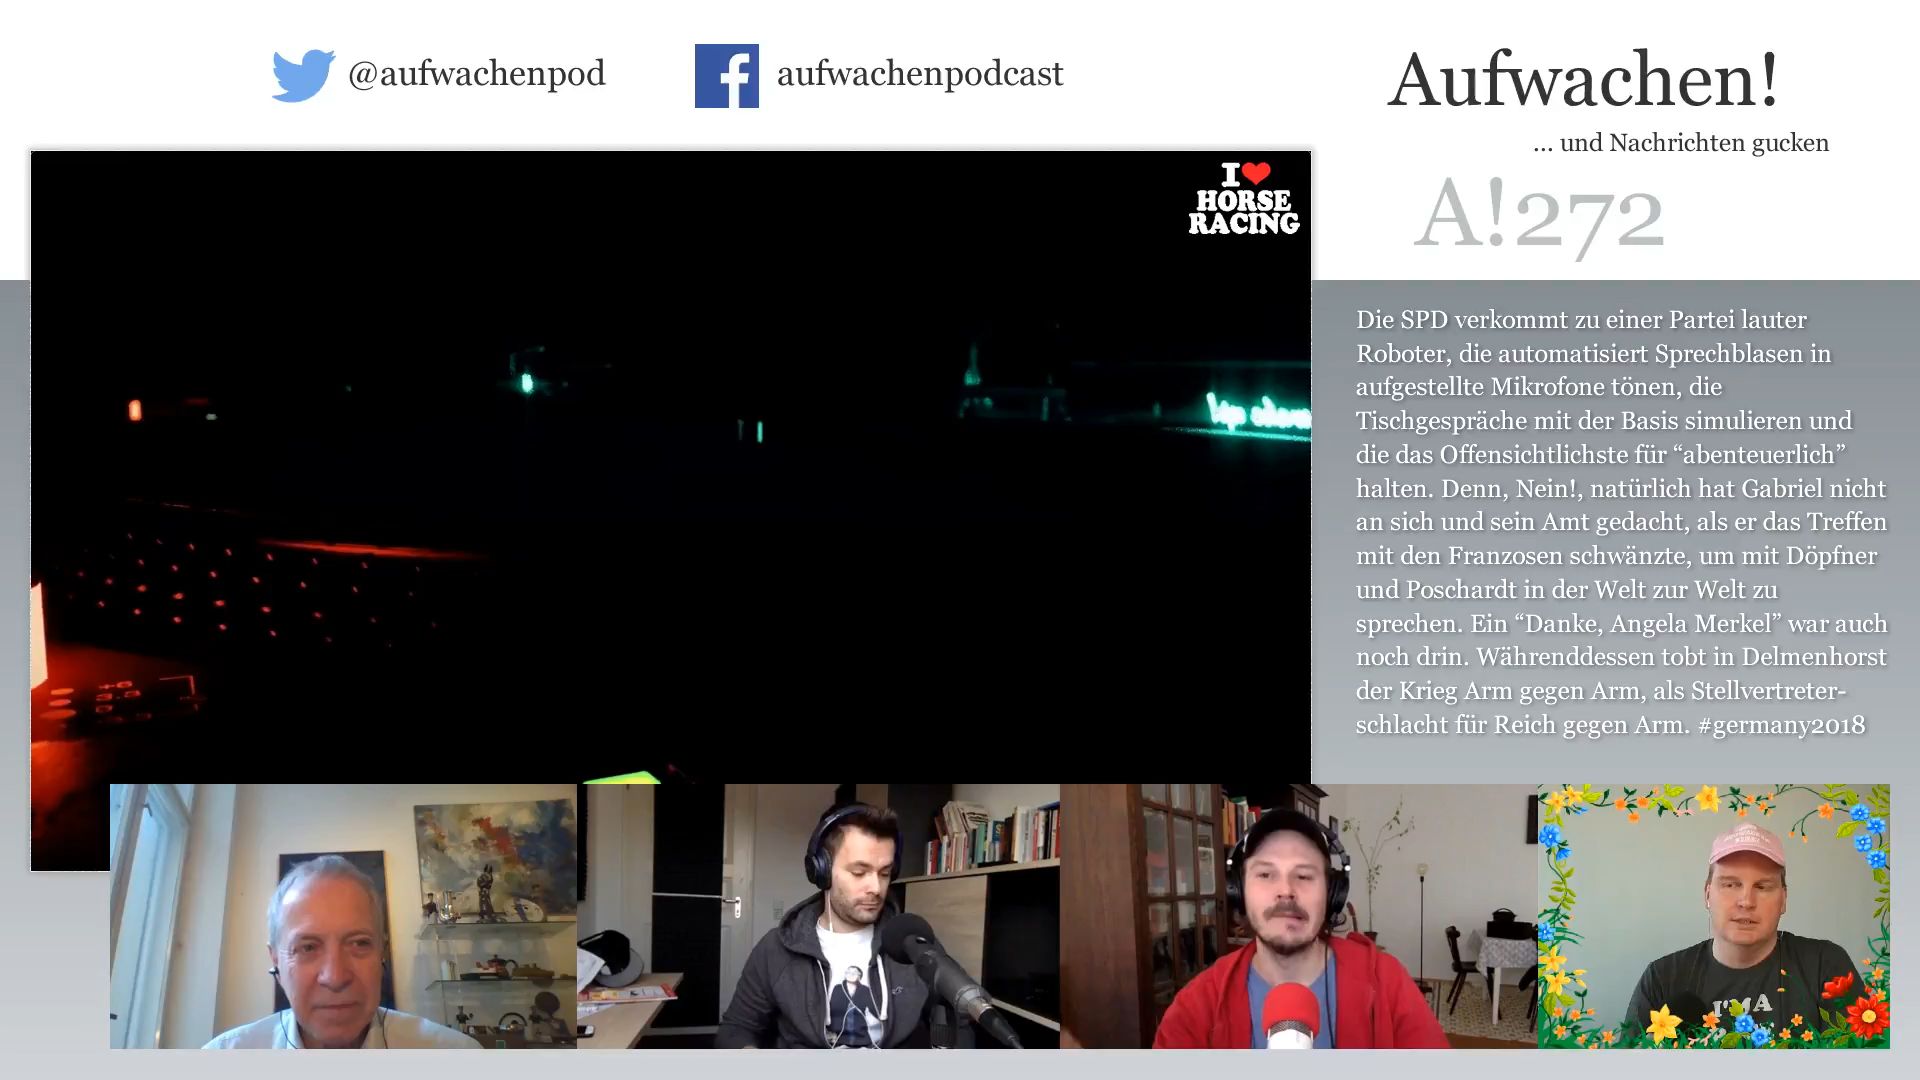 @aufwachenpod
aufwachenpodcast
Aufwachen!
... und Nachrichten gucken
A!272
I
HORSE
RACING
Die SPD verkommt zu einer Partei lauter
Roboter, die automatisiert Sprechblasen in
aufgestellte Mikrofone tönen, die
Tischgespräche mit der Basis simulieren und
die das Offensichtlichste für “abenteuerlich”
halten. Denn, Nein!, natürlich hat Gabriel nicht
an sich und sein Amt gedacht, als er das Treffen
mit den Franzosen schwänzte, um mit Döpfner
und Poschardt in der Welt zur Welt zu
sprechen. Ein “Danke, Angela Merkel” war auch
noch drin. Währenddessen tobt in Delmenhorst
der Krieg Arm gegen Arm, als Stellvertreter-
schlacht für Reich gegen Arm. #germany2018
I'M A